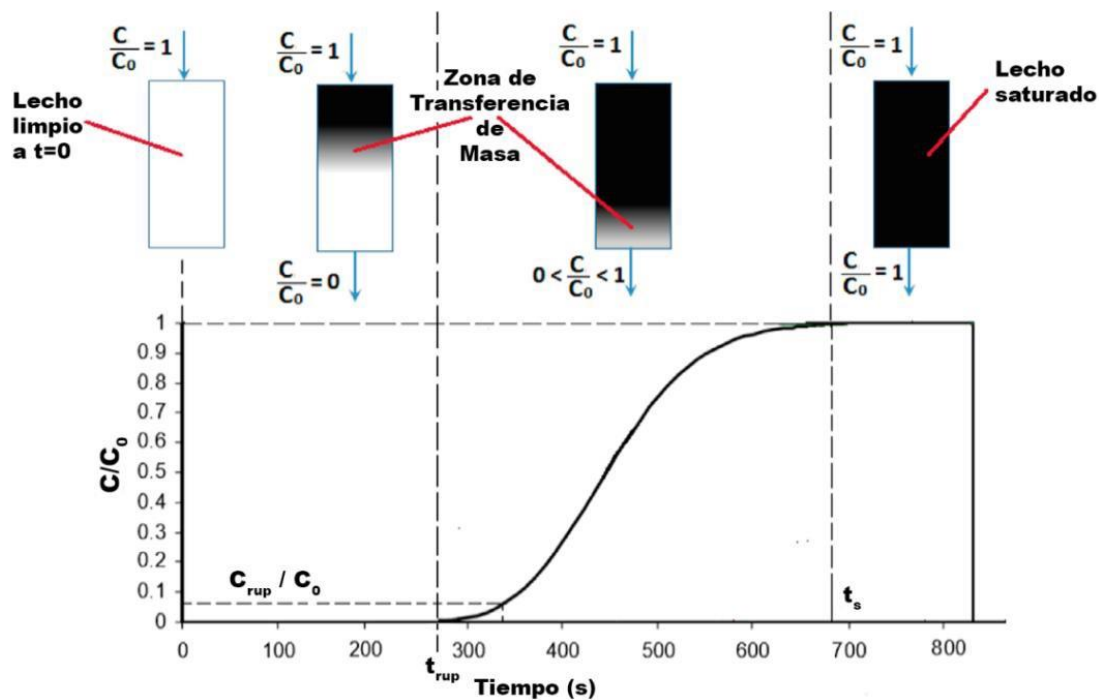 C/C₀ = 1
C/C₀ = 1
C/C₀ = 1
C/C₀ = 1
Lecho
limpio
a t=0
Zona de
Transferencia
de
Masa
Lecho
saturado
C/C₀ = 0
0 < C/C₀ < 1
C/C₀ = 1
1
0.9
0.8
0.7
0.6
0.5
0.4
0.3
0.2
0.1
0
C/C₀
C_rup / C₀
t_s
0 100 200 300 400 500 600 700 800
t_rup
Tiempo (s)